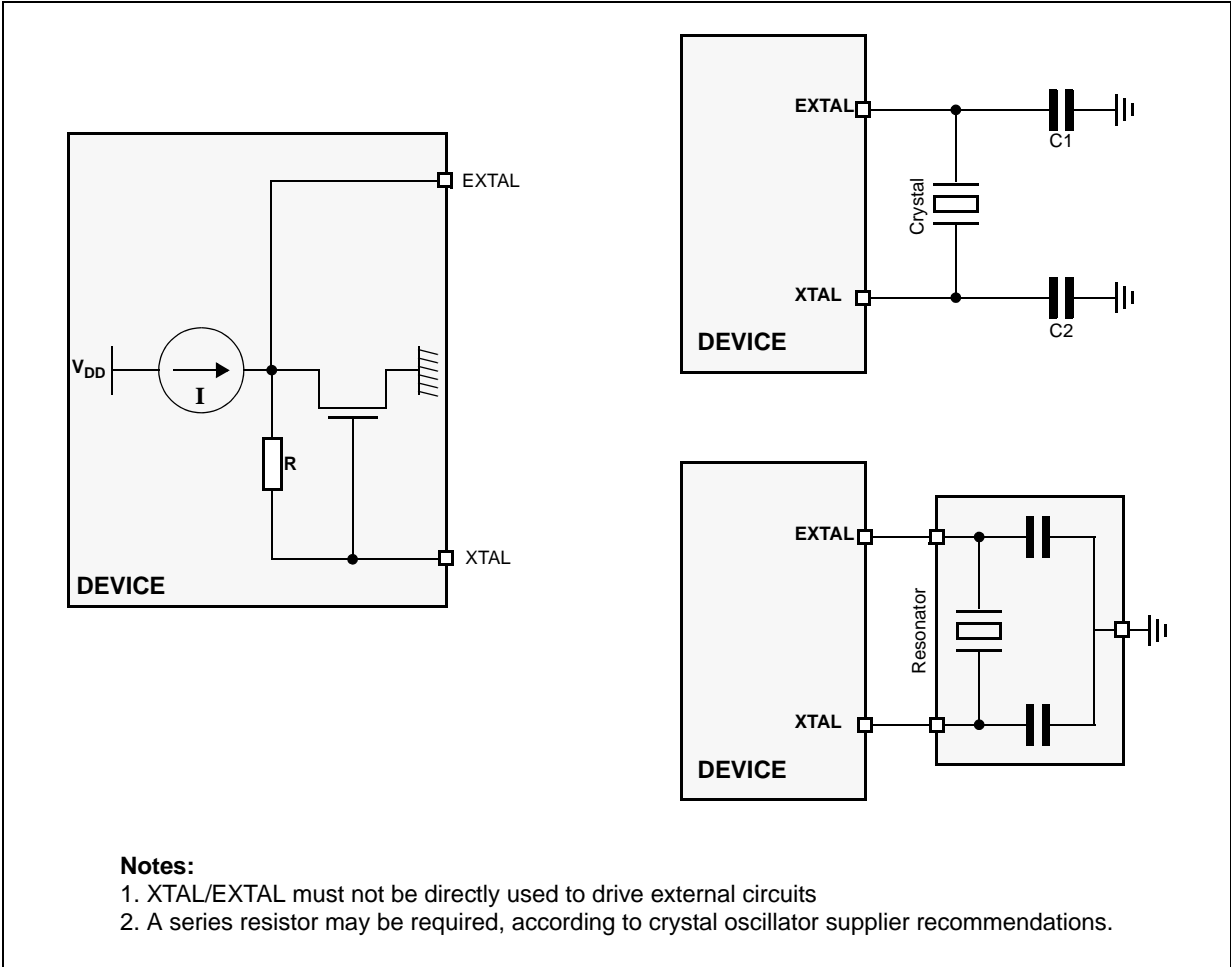 EXTAL
V_DD
I
R
XTAL
DEVICE
EXTAL
C1
Crystal
XTAL
C2
DEVICE
EXTAL
Resonator
XTAL
DEVICE
Notes:
1. XTAL/EXTAL must not be directly used to drive external circuits
2. A series resistor may be required, according to crystal oscillator supplier recommendations.